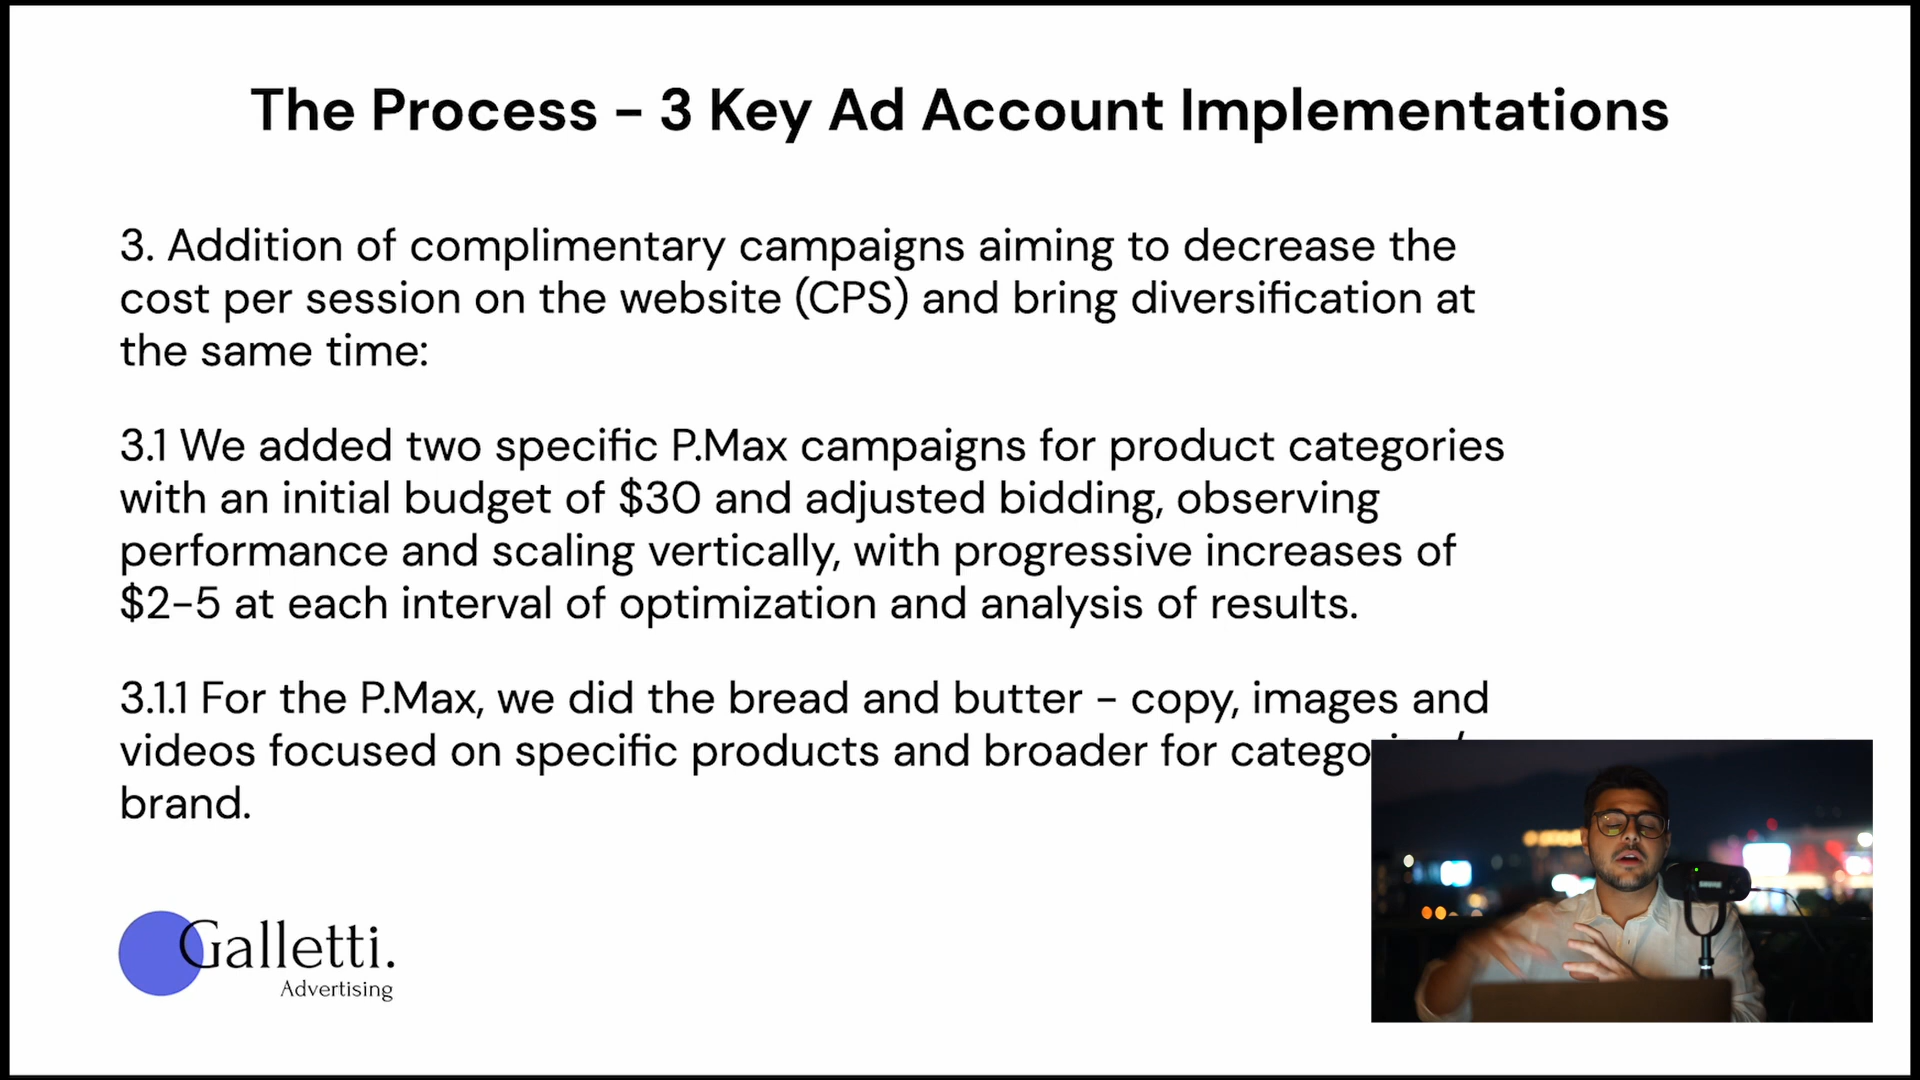 The Process – 3 Key Ad Account Implementations
3. Addition of complimentary campaigns aiming to decrease the
cost per session on the website (CPS) and bring diversification at
the same time:
3.1 We added two specific P.Max campaigns for product categories
with an initial budget of $30 and adjusted bidding, observing
performance and scaling vertically, with progressive increases of
$2–5 at each interval of optimization and analysis of results.
3.1.1 For the P.Max, we did the bread and butter – copy, images and
videos focused on specific products and broader for
brand.
Galletti.
Advertising